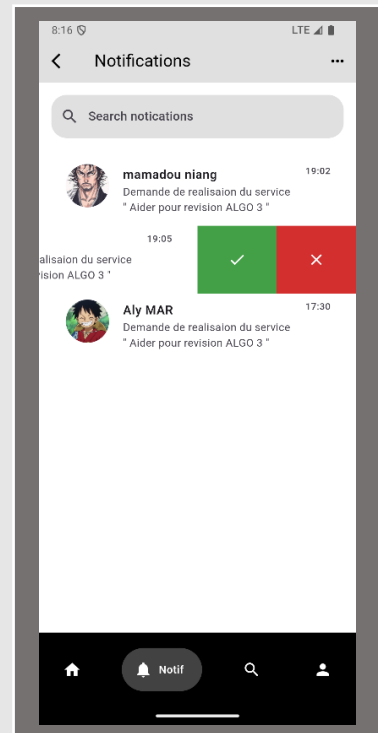 8:16 LTE
Notifications
Search notications
mamadou niang 19:02
Demande de realisaion du service
" Aider pour revision ALGO 3 "
19:05
alisaion du service
ision ALGO 3 "
Aly MAR 17:30
Demande de realisaion du service
" Aider pour revision ALGO 3 "
Notif